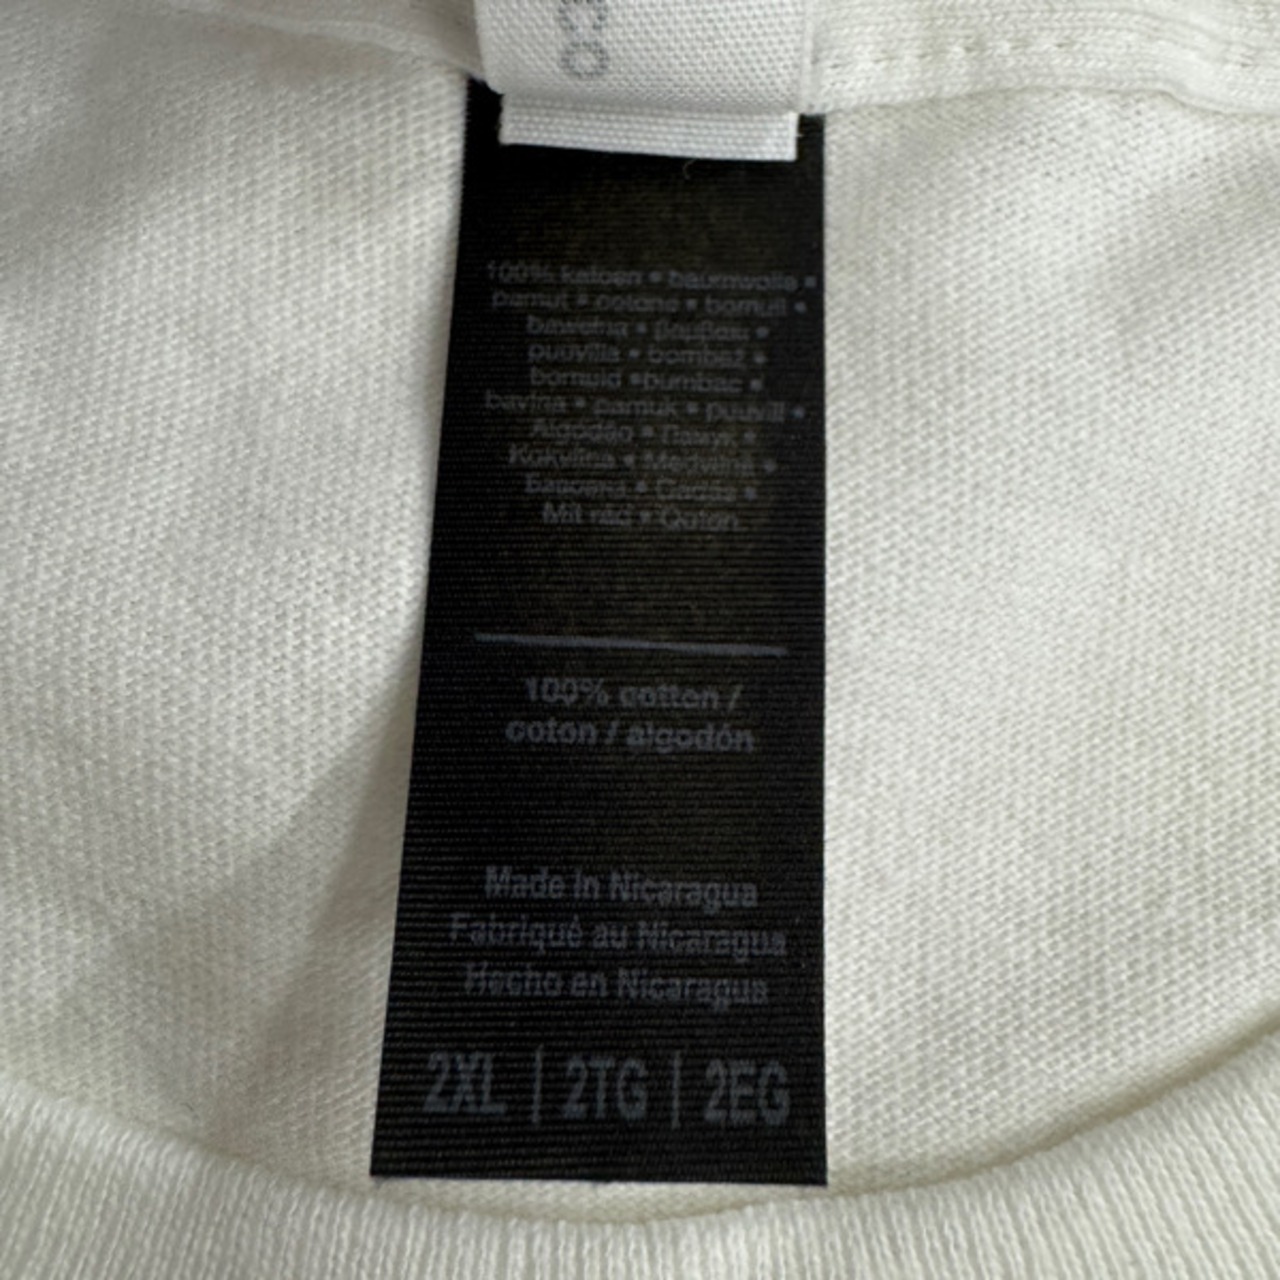 100% katoen • baumwolle •
pamut • cotone • bomull •
bawełna • βαμβάκι •
puuvilla • bombaž •
bomuld •bumbac •
bavlna • pamuk • puuvill •
Algodão • Памук •
Kokvilna • Medvilnė •
Бавовна • Cadás •
Mit • Qoton
100% cotton /
coton / algodón
Made in Nicaragua
Fabriqué au Nicaragua
Hecho en Nicaragua
2XL | 2TG | 2EG